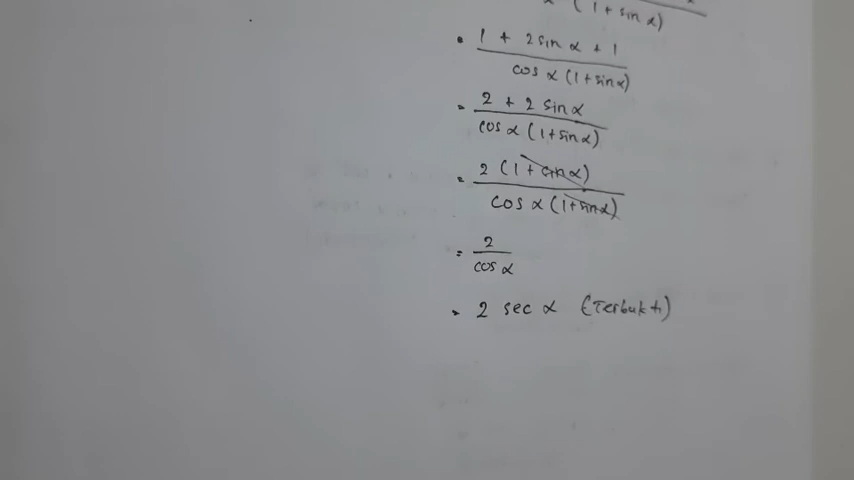 (1 + sin α)
= 1 + 2 sin α + 1 / cos α (1 + sin α)
= 2 + 2 sin α / cos α (1 + sin α)
= 2 (1 + sin α) / cos α (1 + sin α)
= 2 / cos α
= 2 sec α (Terbukti)